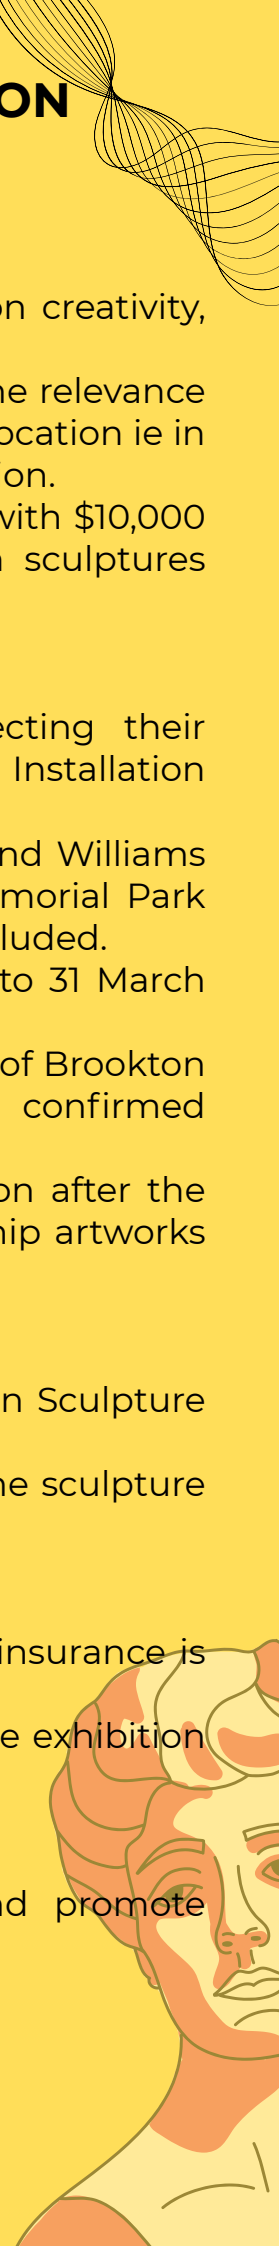 ON
on creativity,
he relevance
ocation ie in
ion.
with $10,000
sculptures
ecting their
Installation
nd Williams
morial Park
luded.
to 31 March
of Brookton
confirmed
on after the
hip artworks
n Sculpture
he sculpture
insurance is
e exhibition
nd promote